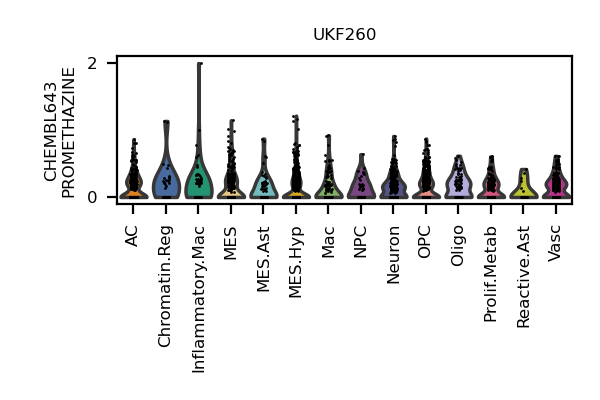 UKF260
CHEMBL643
PROMETHAZINE
2
0
AC
Chromatin.Reg
Inflammatory.Mac
MES
MES.Ast
MES.Hyp
Mac
NPC
Neuron
OPC
Oligo
Prolif.Metab
Reactive.Ast
Vasc